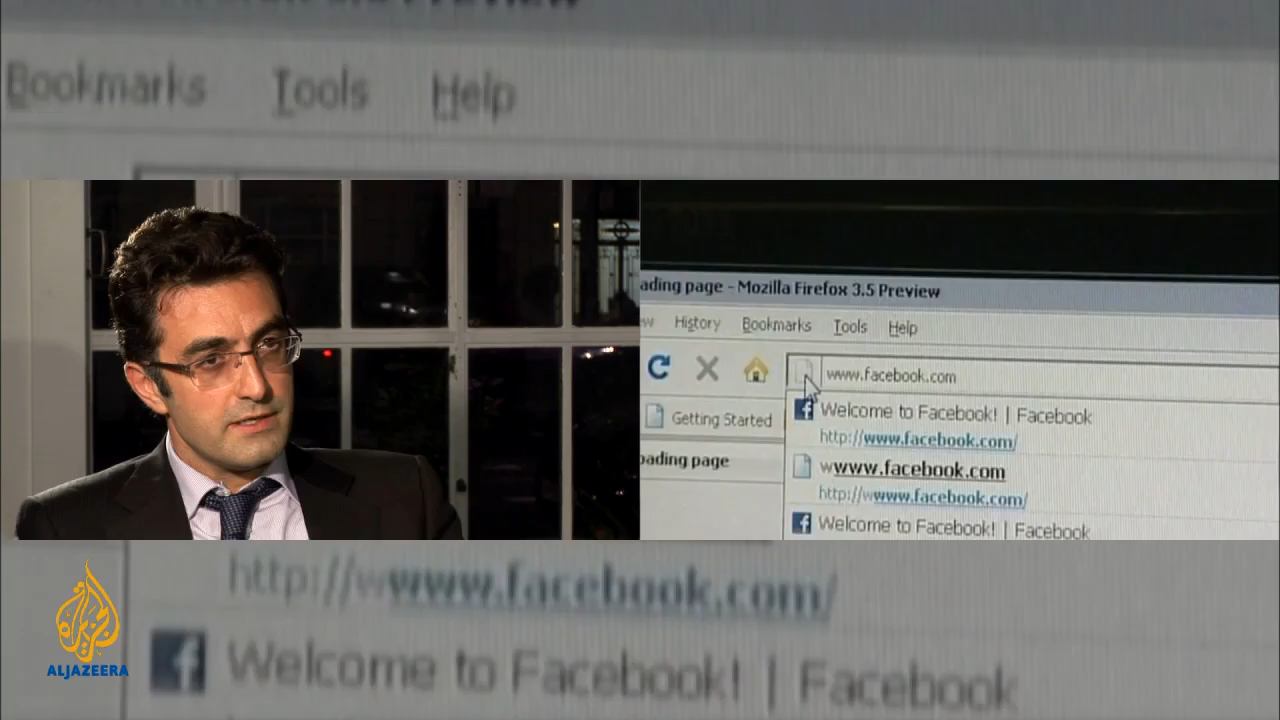 Bookmarks Tools Help
ading page - Mozilla Firefox 3.5 Preview
History Bookmarks Tools Help
www.facebook.com
Welcome to Facebook! | Facebook
http://www.facebook.com/
Getting Started
wwww.facebook.com
http://wwww.facebook.com/
oading page
Welcome to Facebook! | Facebook
http://wwww.facebook.com/
Welcome to Facebook! | Facebook
الجزيرة
ALJAZEERA